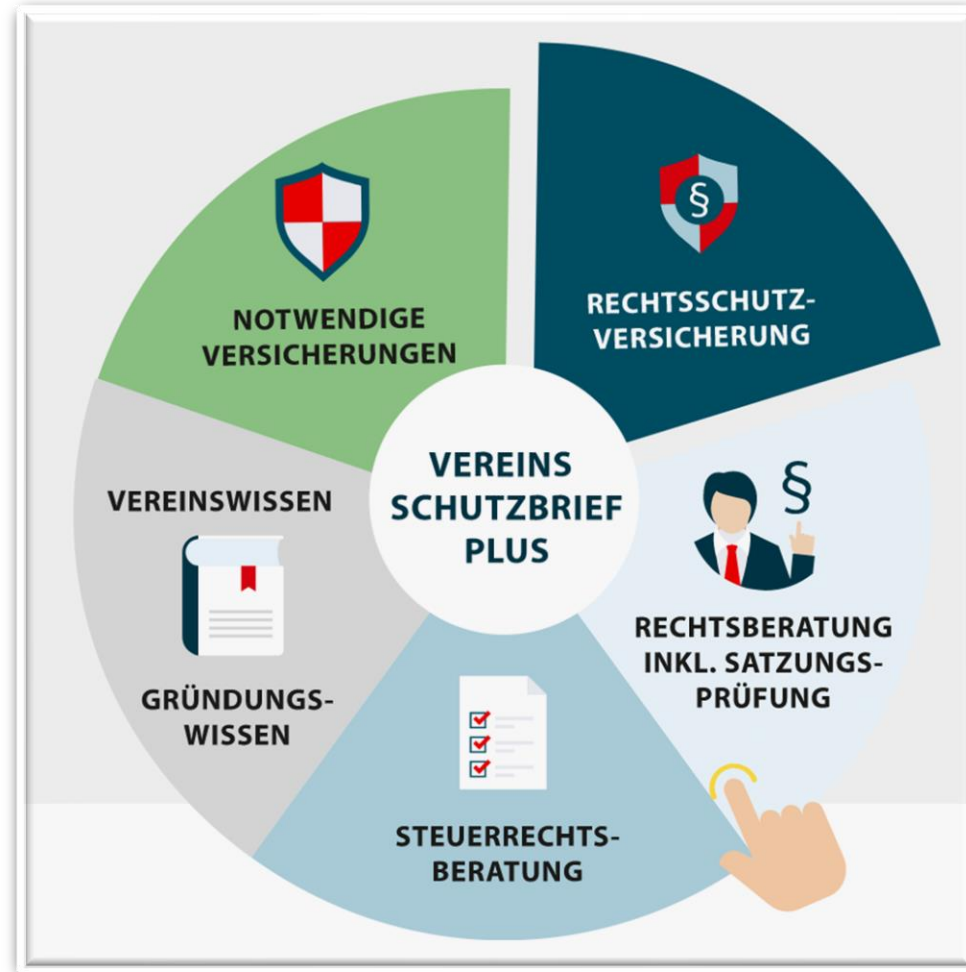 NOTWENDIGE
VERSICHERUNGEN
§
RECHTSSCHUTZ-
VERSICHERUNG
VEREINS
SCHUTZBRIEF
PLUS
VEREINSWISSEN
GRÜNDUNGS-
WISSEN
§
RECHTSBERATUNG
INKL. SATZUNGS-
PRÜFUNG
STEUERRECHTS-
BERATUNG